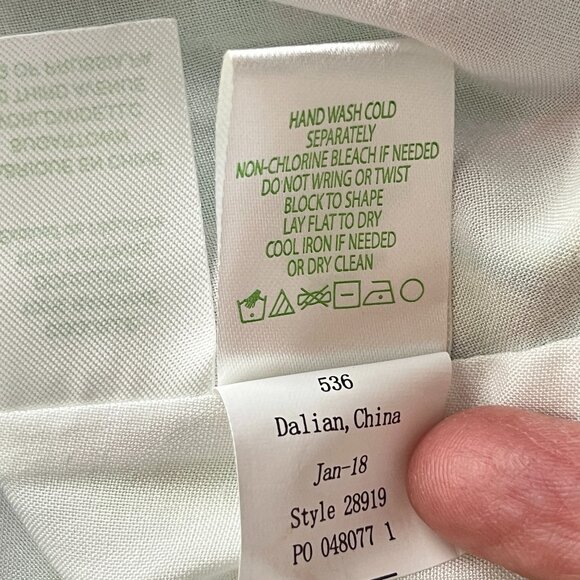 HAND WASH COLD
SEPARATELY
NON-CHLORINE BLEACH IF NEEDED
DO NOT WRING OR TWIST
BLOCK TO SHAPE
LAY FLAT TO DRY
COOL IRON IF NEEDED
OR DRY CLEAN
536
Dalian, China
Jan-18
Style 28919
PO 048077 1